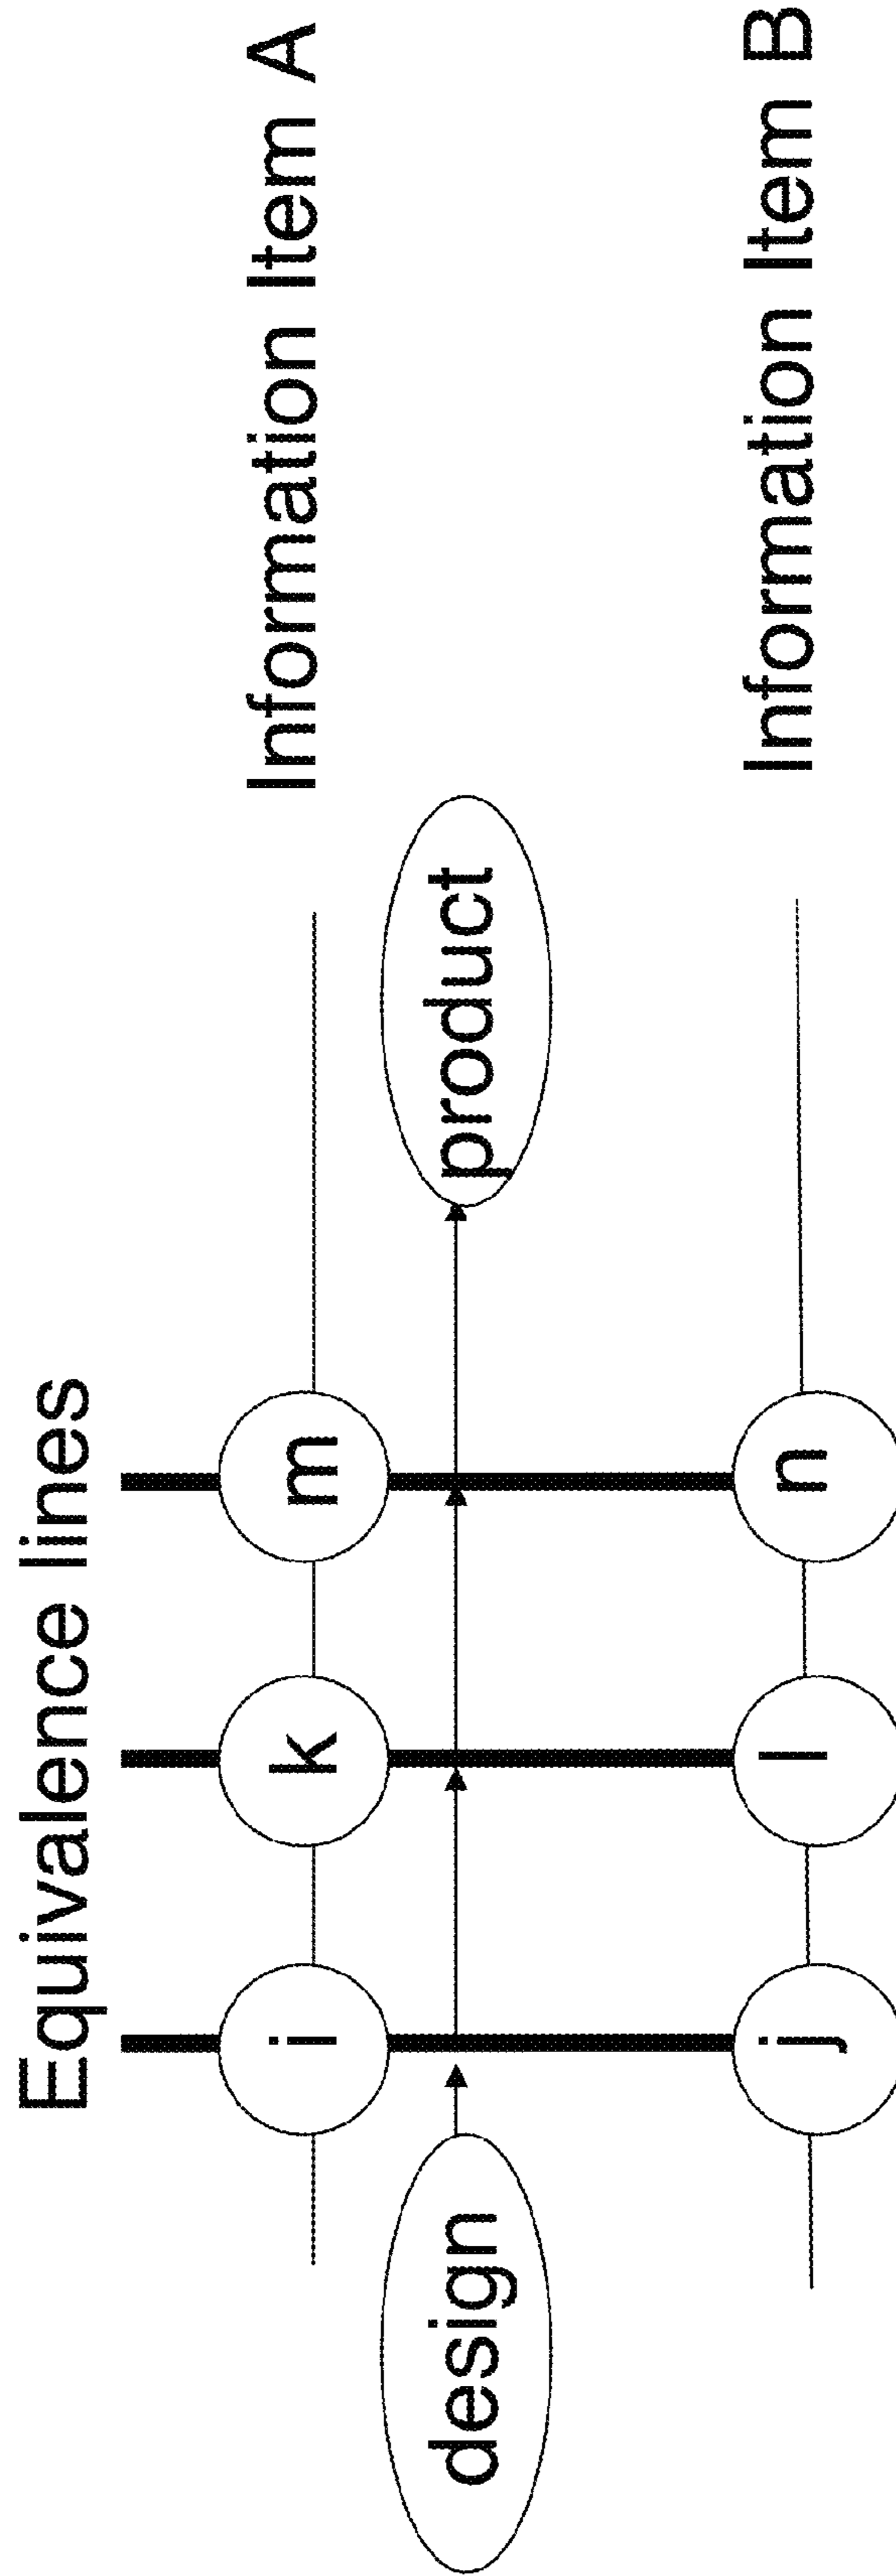 Equivalence lines
i
k
m
Information Item A
design
product
j
l
n
Information Item B